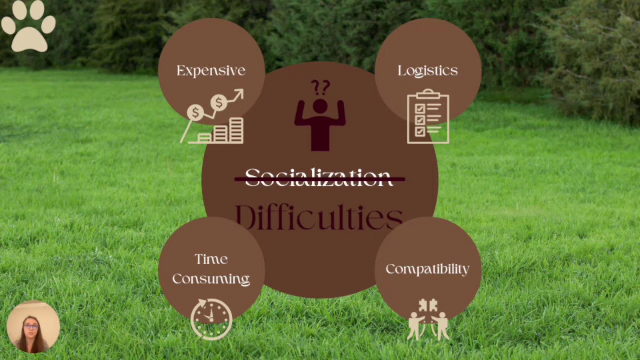 Expensive
Logistics
??
Socialization
Difficulties
Time
Consuming
Compatibility